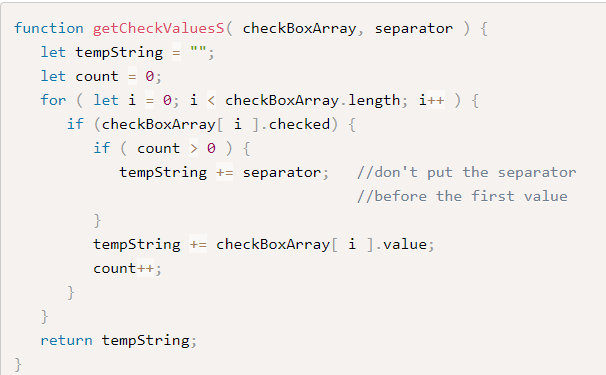 function getCheckValuesS( checkBoxArray, separator ) {
   let tempString = "";
   let count = 0;
   for ( let i = 0; i < checkBoxArray.length; i++ ) {
      if (checkBoxArray[ i ].checked) {
         if ( count > 0 ) {
            tempString += separator;   //don't put the separator
                                       //before the first value
         }
         tempString += checkBoxArray[ i ].value;
         count++;
      }
   }
   return tempString;
}